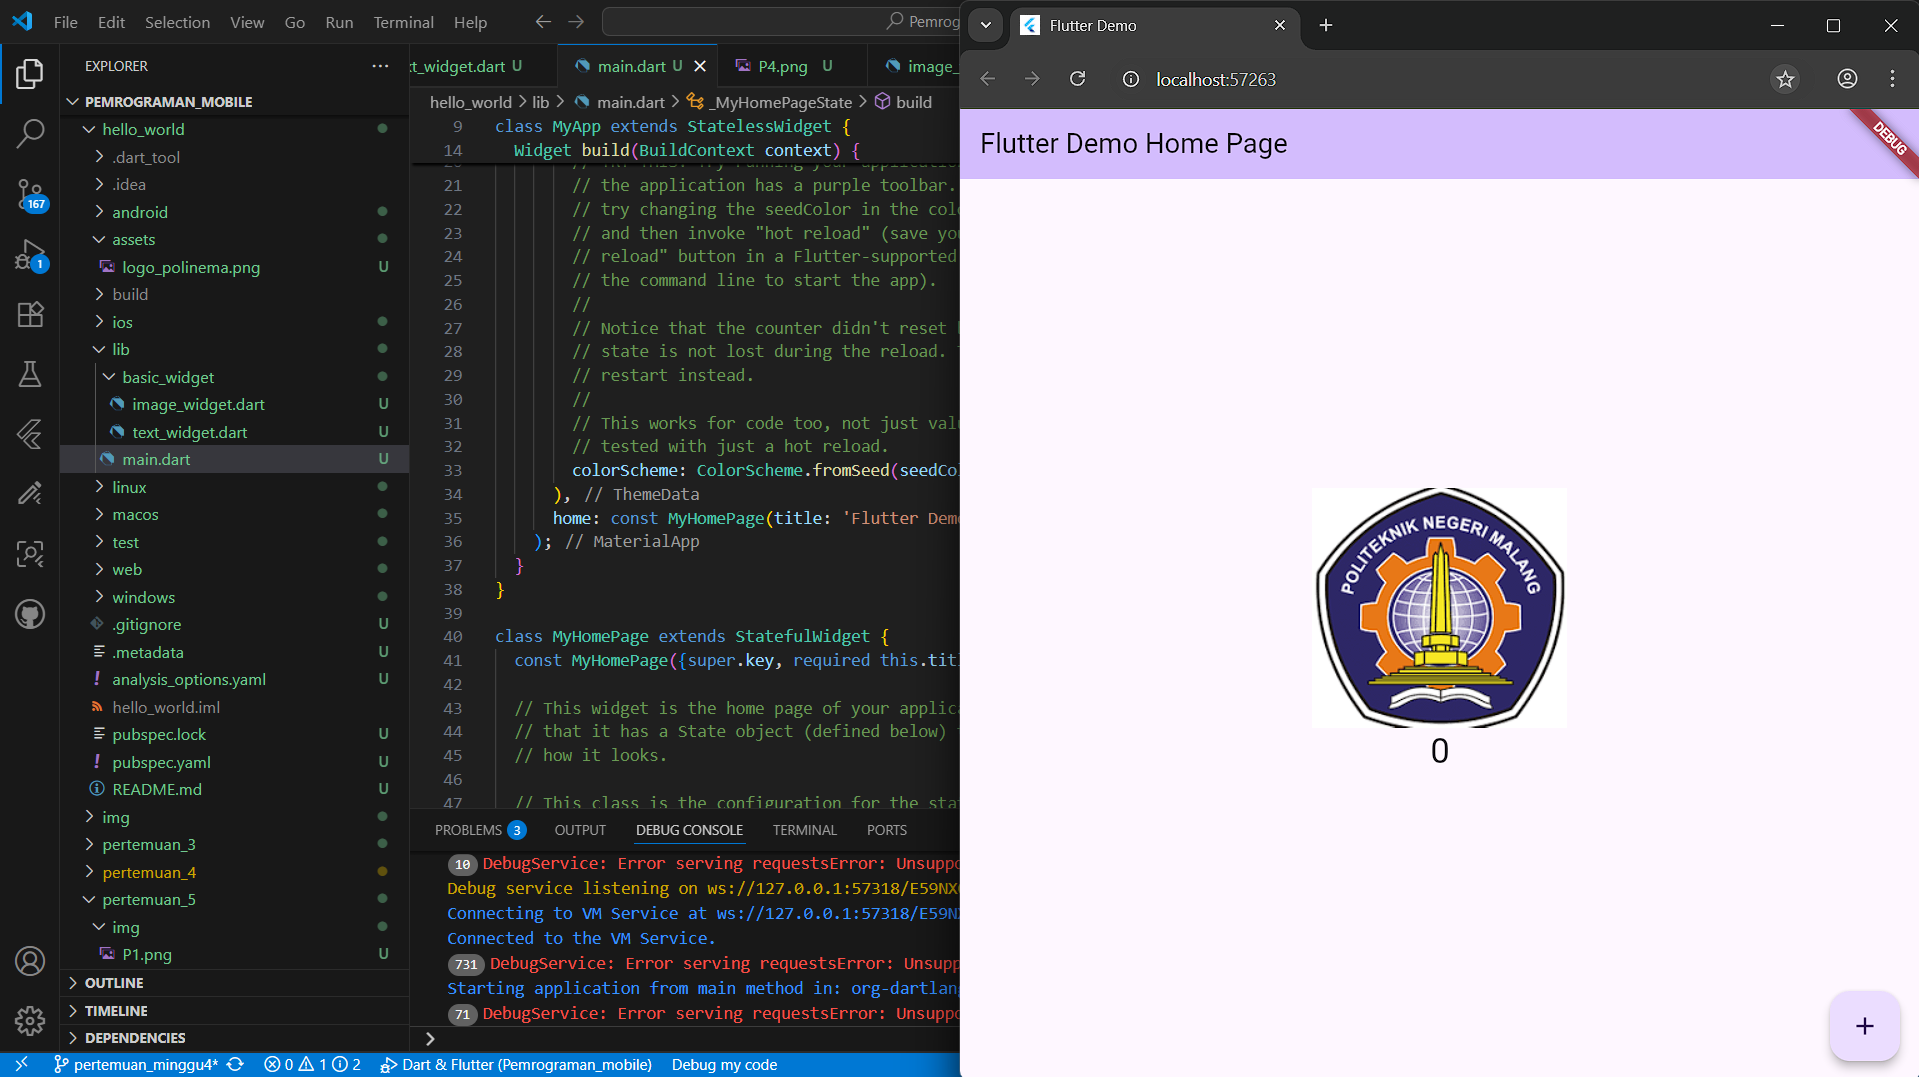 File Edit Selection View Go Run Terminal Help
Pemrog
EXPLORER
PEMROGRAMAN_MOBILE
hello_world
.dart_tool
.idea
android
assets
logo_polinema.png U
build
ios
lib
basic_widget
image_widget.dart U
text_widget.dart U
main.dart U
linux
macos
test
web
windows
.gitignore U
.metadata U
analysis_options.yaml U
hello_world.iml
pubspec.lock U
pubspec.yaml U
README.md U
img
pertemuan_3
pertemuan_4
pertemuan_5
img
P1.png U
OUTLINE
TIMELINE
DEPENDENCIES
167
1
xt_widget.dart U
main.dart U
P4.png U
image_
hello_world > lib > main.dart > _MyHomePageState > build
9 class MyApp extends StatelessWidget {
14 Widget build(BuildContext context) {
21 // the application has a purple toolbar.
22 // try changing the seedColor in the colo
23 // and then invoke "hot reload" (save you
24 // reload" button in a Flutter-supported
25 // the command line to start the app).
26 //
27 // Notice that the counter didn't reset
28 // state is not lost during the reload.
29 // restart instead.
30 //
31 // This works for code too, not just valu
32 // tested with just a hot reload.
33 colorScheme: ColorScheme.fromSeed(seedCol
34 ), // ThemeData
35 home: const MyHomePage(title: 'Flutter Demo
36 ); // MaterialApp
37 }
38 }
39
40 class MyHomePage extends StatefulWidget {
41 const MyHomePage({super.key, required this.titl
42
43 // This widget is the home page of your applica
44 // that it has a State object (defined below)
45 // how it looks.
46
47 // This class is the configuration for the stat
PROBLEMS 3 OUTPUT DEBUG CONSOLE TERMINAL PORTS
10 DebugService: Error serving requestsError: Unsuppo
Debug service listening on ws://127.0.0.1:57318/E59NX
Connecting to VM Service at ws://127.0.0.1:57318/E59N
Connected to the VM Service.
731 DebugService: Error serving requestsError: Unsupp
Starting application from main method in: org-dartlang
71 DebugService: Error serving requestsError: Unsuppo
pertemuan_minggu4* 0 1 2 Dart & Flutter (Pemrograman_mobile) Debug my code
Flutter Demo
localhost:57263
Flutter Demo Home Page
DEBUG
POLITEKNIK NEGERI MALANG
0